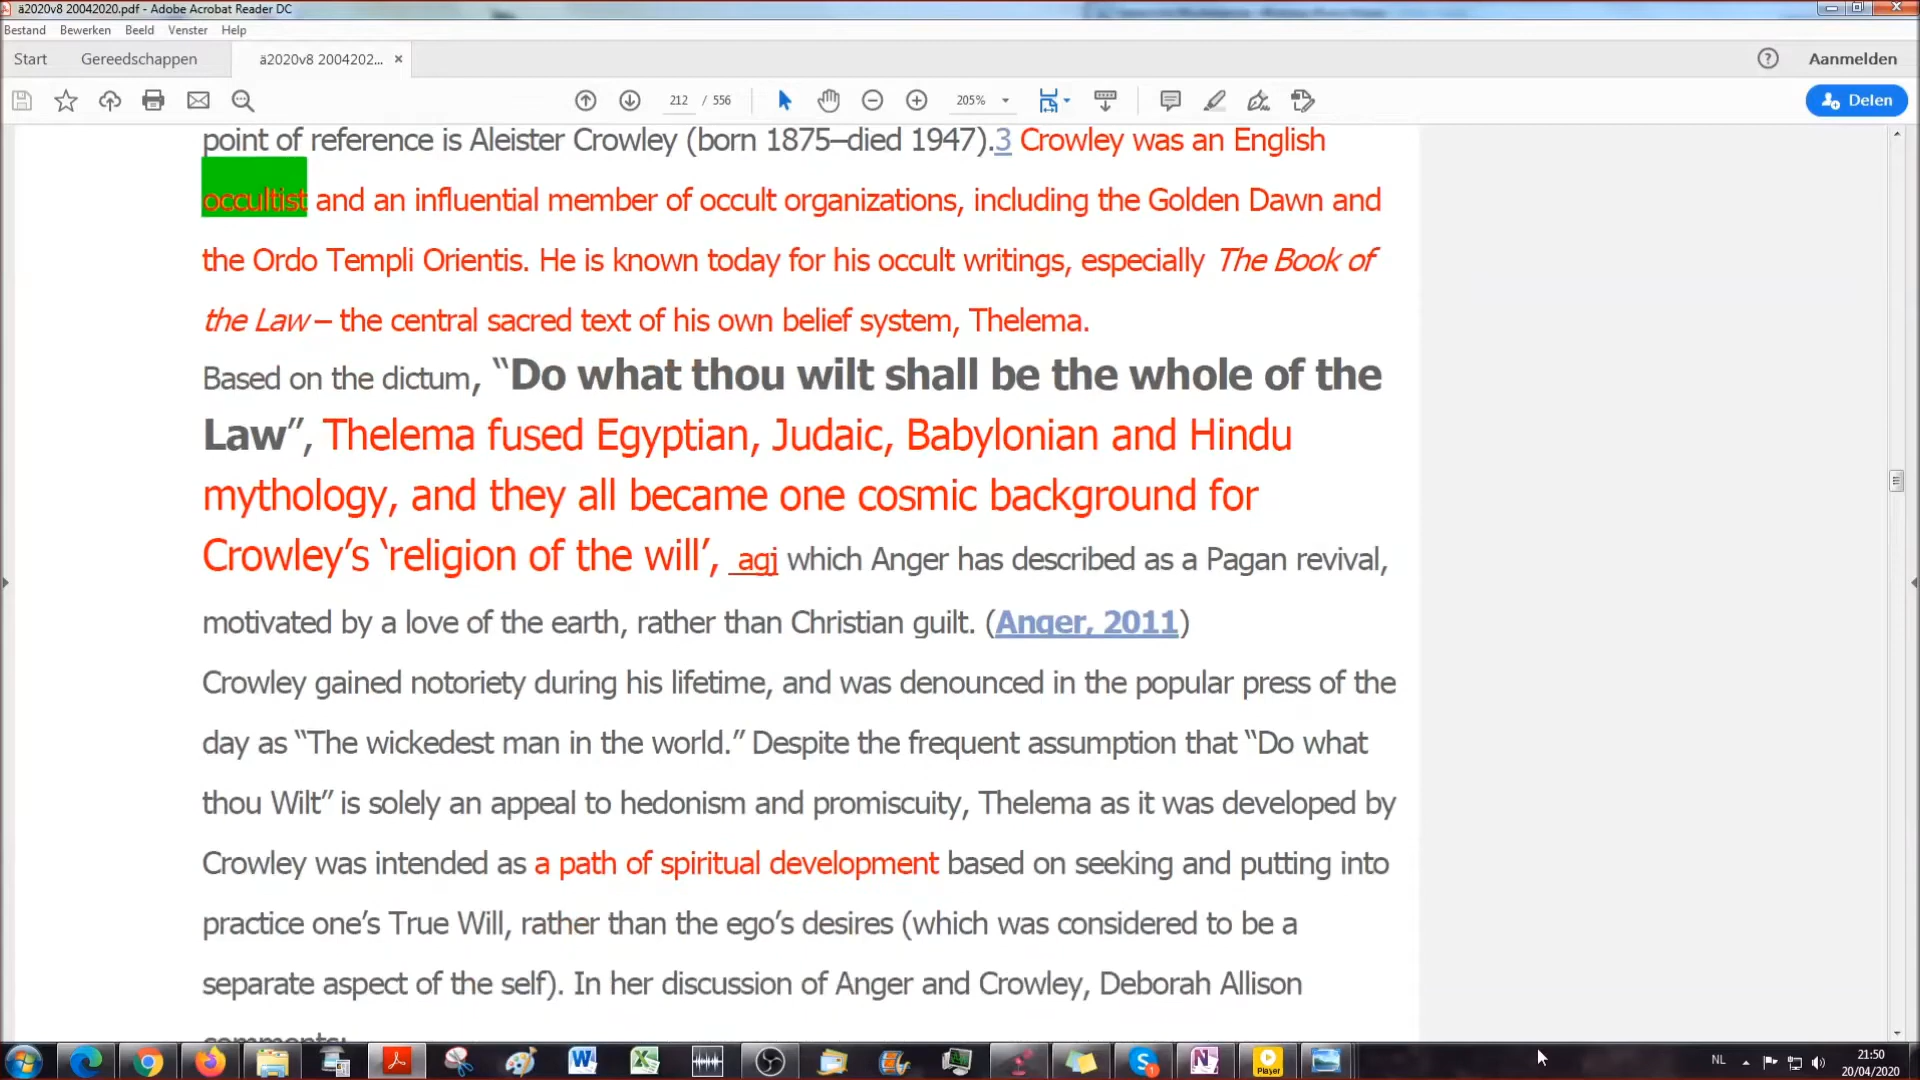 ä2020v8 20042020.pdf - Adobe Acrobat Reader DC
Bestand Bewerken Beeld Venster Help
Start Gereedschappen ä2020v8 2004202... × Aanmelden
212 / 556 205% Delen
point of reference is Aleister Crowley (born 1875–died 1947).3 Crowley was an English
occultist and an influential member of occult organizations, including the Golden Dawn and
the Ordo Templi Orientis. He is known today for his occult writings, especially The Book of
the Law – the central sacred text of his own belief system, Thelema.
Based on the dictum, “Do what thou wilt shall be the whole of the
Law”, Thelema fused Egyptian, Judaic, Babylonian and Hindu
mythology, and they all became one cosmic background for
Crowley’s ‘religion of the will’, agj which Anger has described as a Pagan revival,
motivated by a love of the earth, rather than Christian guilt. (Anger, 2011)
Crowley gained notoriety during his lifetime, and was denounced in the popular press of the
day as “The wickedest man in the world.” Despite the frequent assumption that “Do what
thou Wilt” is solely an appeal to hedonism and promiscuity, Thelema as it was developed by
Crowley was intended as a path of spiritual development based on seeking and putting into
practice one’s True Will, rather than the ego’s desires (which was considered to be a
separate aspect of the self). In her discussion of Anger and Crowley, Deborah Allison
comments:
Player
NL 21:50
20/04/2020